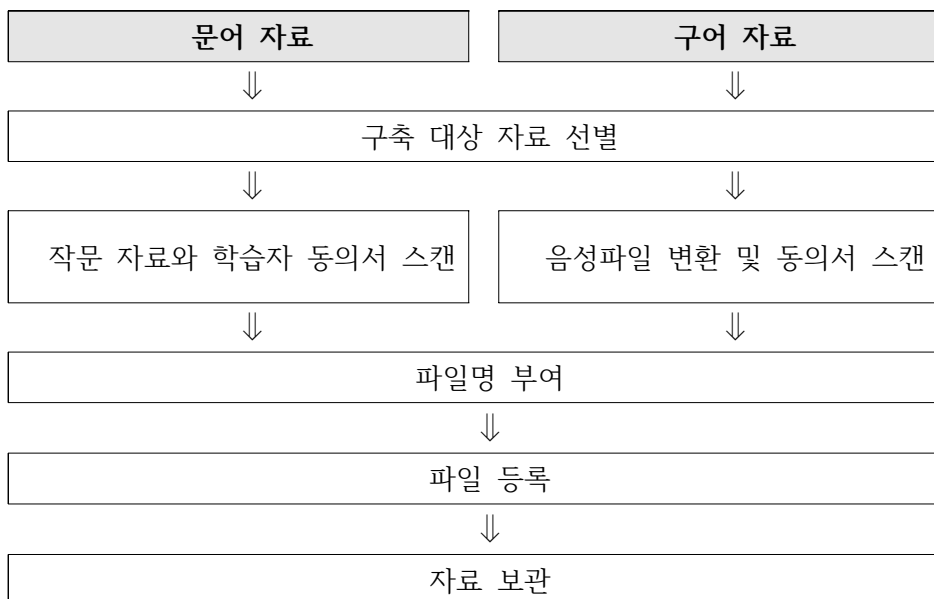 문어 자료
구어 자료
⇓ ⇓
구축 대상 자료 선별
⇓ ⇓
작문 자료와 학습자 동의서 스캔
음성파일 변환 및 동의서 스캔
⇓ ⇓
파일명 부여
⇓
파일 등록
⇓
자료 보관